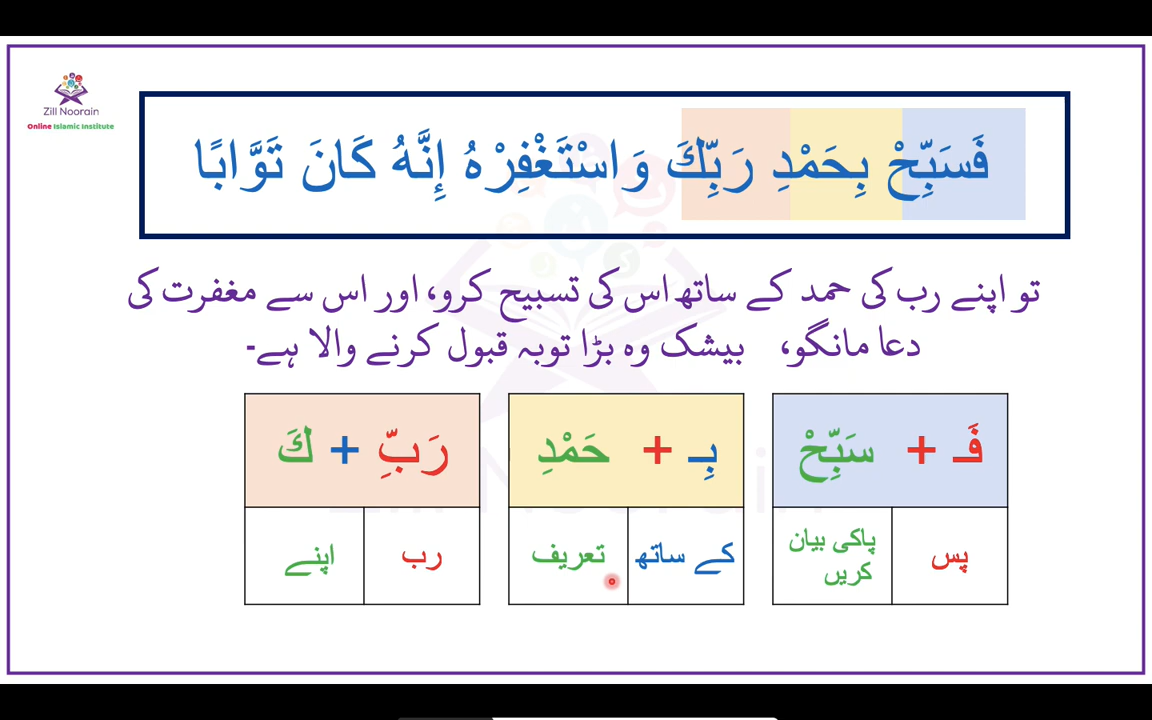 Zill Noorain
Online Islamic Institute
فَسَبِّحْ بِحَمْدِ رَبِّكَ وَاسْتَغْفِرْهُ إِنَّهُ كَانَ تَوَّابًا
تو اپنے رب کی حمد کے ساتھ اس کی تسبیح کرو، اور اس سے مغفرت کی
دعا مانگو، بیشک وہ بڑا توبہ قبول کرنے والا ہے-
فَـ + سَبِّحْ
بِـ + حَمْدِ
رَبِّ + كَ
پس
پاکی بیان
کریں
کے ساتھ
تعریف
رب
اپنے